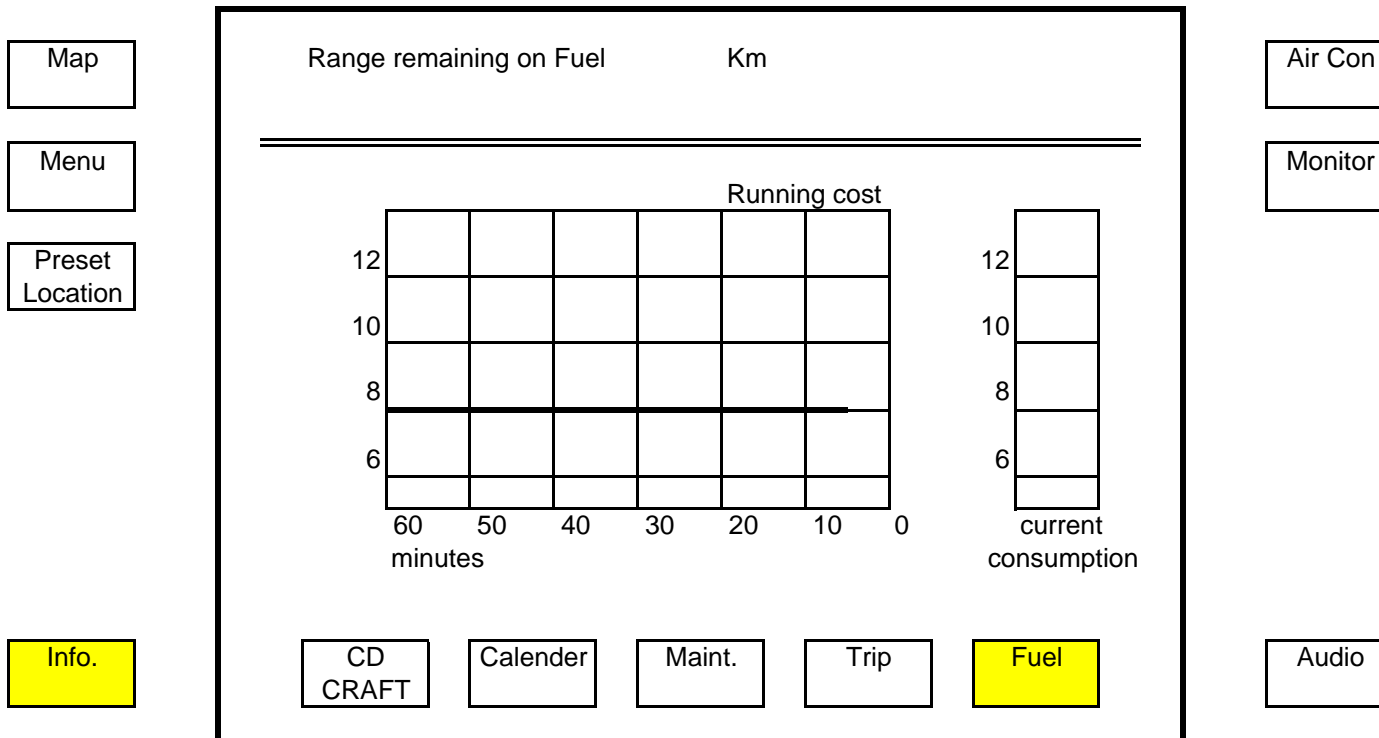 Map
Menu
Preset
Location
Info.
Range remaining on Fuel Km
Running cost
12
10
8
6
60 50 40 30 20 10 0
minutes
12
10
8
6
current
consumption
CD
CRAFT
Calender
Maint.
Trip
Fuel
Air Con
Monitor
Audio